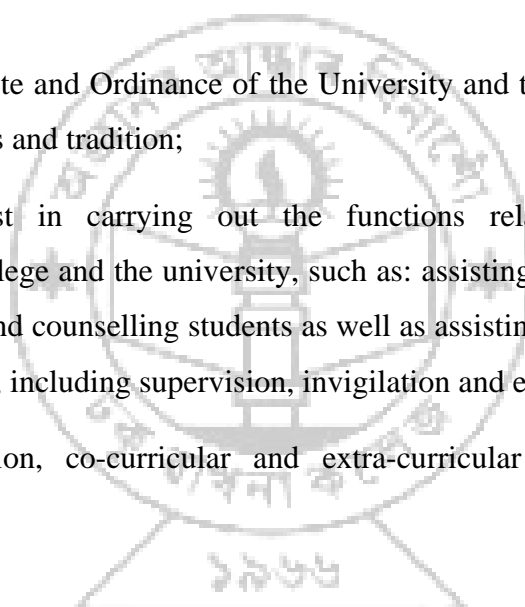 te and Ordinance of the University and t
s and tradition;
st in carrying out the functions rel
llege and the university, such as: assisting
nd counselling students as well as assistin
, including supervision, invigilation and e
ion, co-curricular and extra-curricular
১৯৬৬